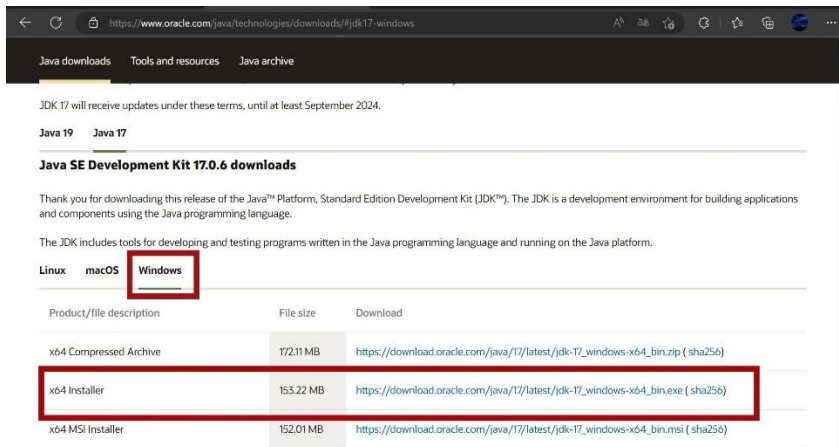 https://www.oracle.com/java/technologies/downloads/#jdk17-windows
Java downloads Tools and resources Java archive
JDK 17 will receive updates under these terms, until at least September 2024.
Java 19 Java 17
Java SE Development Kit 17.0.6 downloads
Thank you for downloading this release of the Java™ Platform, Standard Edition Development Kit (JDK™). The JDK is a development environment for building applications
and components using the Java programming language.
The JDK includes tools for developing and testing programs written in the Java programming language and running on the Java platform.
Linux macOS Windows
Product/file description File size Download
x64 Compressed Archive 172.11 MB https://download.oracle.com/java/17/latest/jdk-17_windows-x64_bin.zip ( sha256)
x64 Installer 153.22 MB https://download.oracle.com/java/17/latest/jdk-17_windows-x64_bin.exe ( sha256)
x64 MSI Installer 152.01 MB https://download.oracle.com/java/17/latest/jdk-17_windows-x64_bin.msi ( sha256)